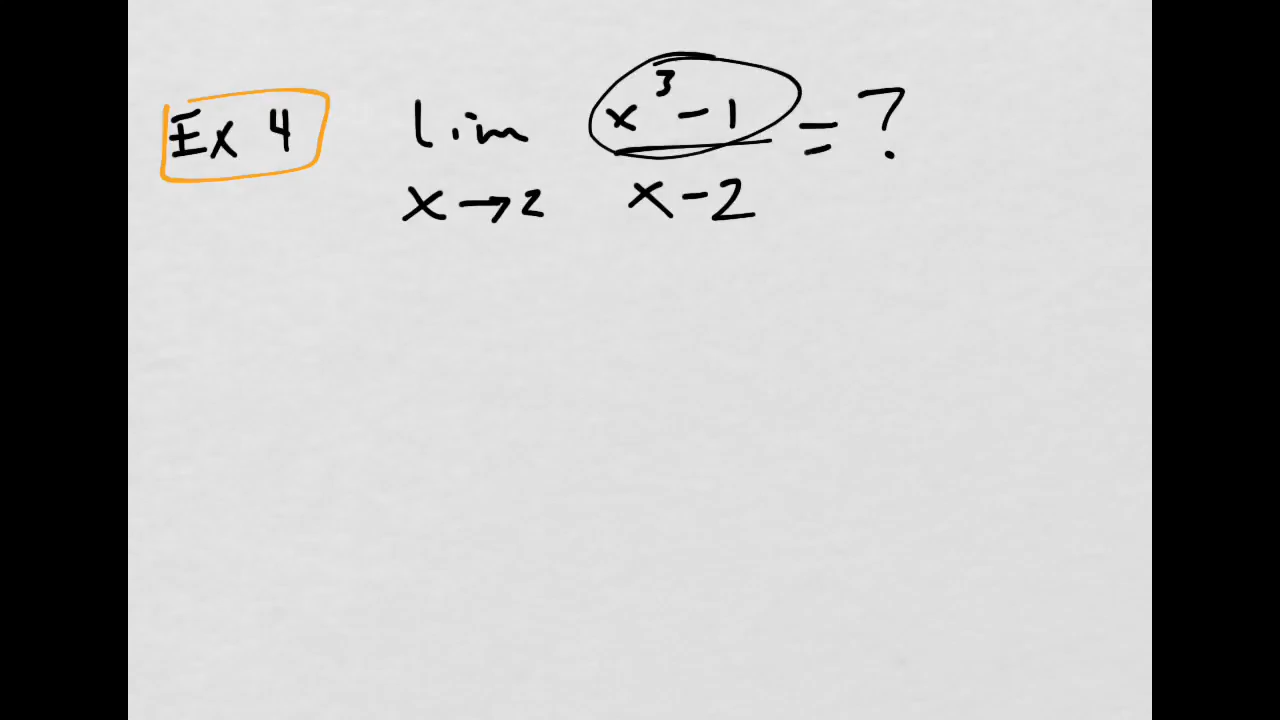 Ex 4 lim x³ - 1 = ?
x → 2 x - 2